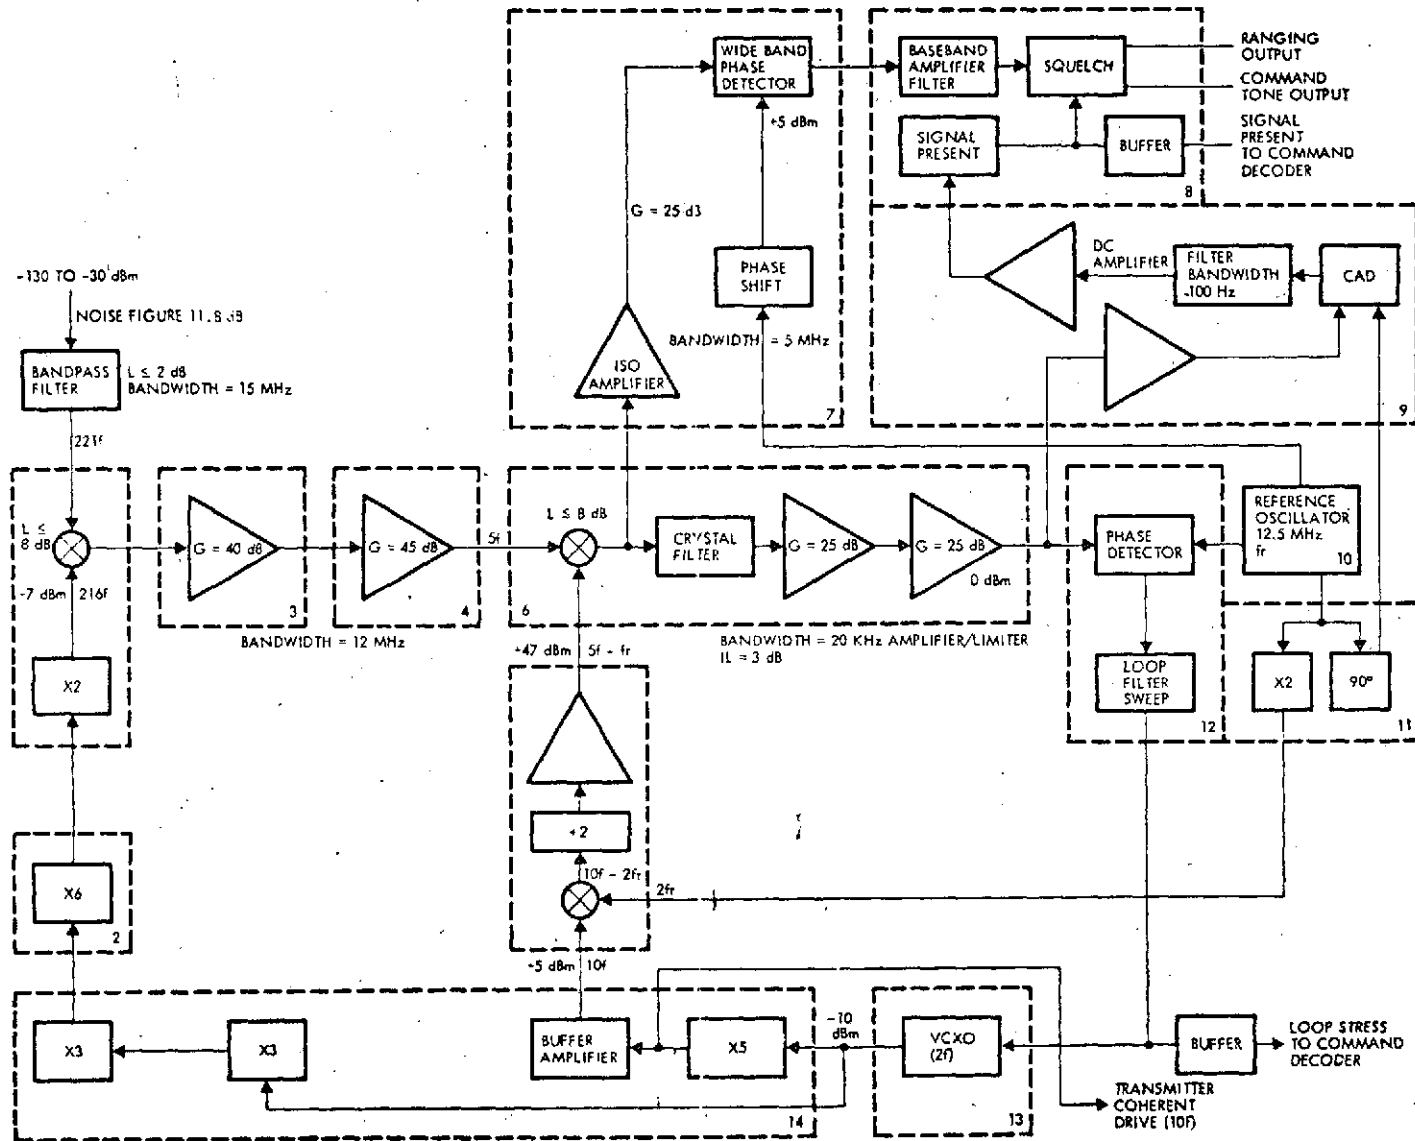 WIDE BAND
PHASE
DETECTOR
BASEBAND
AMPLIFIER
FILTER
SQUELCH
RANGING
OUTPUT
COMMAND
TONE OUTPUT
+5 dBm
SIGNAL
PRESENT
BUFFER
SIGNAL
PRESENT
TO COMMAND
DECODER
8
G = 25 d3
PHASE
SHIFT
DC
AMPLIFIER
FILTER
BANDWIDTH
-100 Hz
CAD
-130 TO -30 dBm
NOISE FIGURE 11.8 dB
BANDPASS
FILTER
L ≤ 2 dB
BANDWIDTH = 15 MHz
BANDWIDTH = 5 MHz
ISO
AMPLIFIER
7
9
221f
L ≤
8 dB
G = 40 dB
3
G = 45 dB
4
5f
L ≤ 8 dB
CRYSTAL
FILTER
G = 25 dB
G = 25 dB
0 dBm
6
PHASE
DETECTOR
REFERENCE
OSCILLATOR
12.5 MHz
fr
10
-7 dBm
216f
BANDWIDTH = 12 MHz
BANDWIDTH = 20 KHz AMPLIFIER/LIMITER
IL = 3 dB
+47 dBm
5f - fr
X2
LOOP
FILTER
SWEEP
12
X2
90°
11
÷2
10f - 2fr
2fr
X6
2
+5 dBm
10f
X3
X3
BUFFER
AMPLIFIER
X5
-10
dBm
VCXO
(2f)
BUFFER
LOOP STRESS
TO COMMAND
DECODER
14
13
TRANSMITTER
COHERENT
DRIVE (10F)